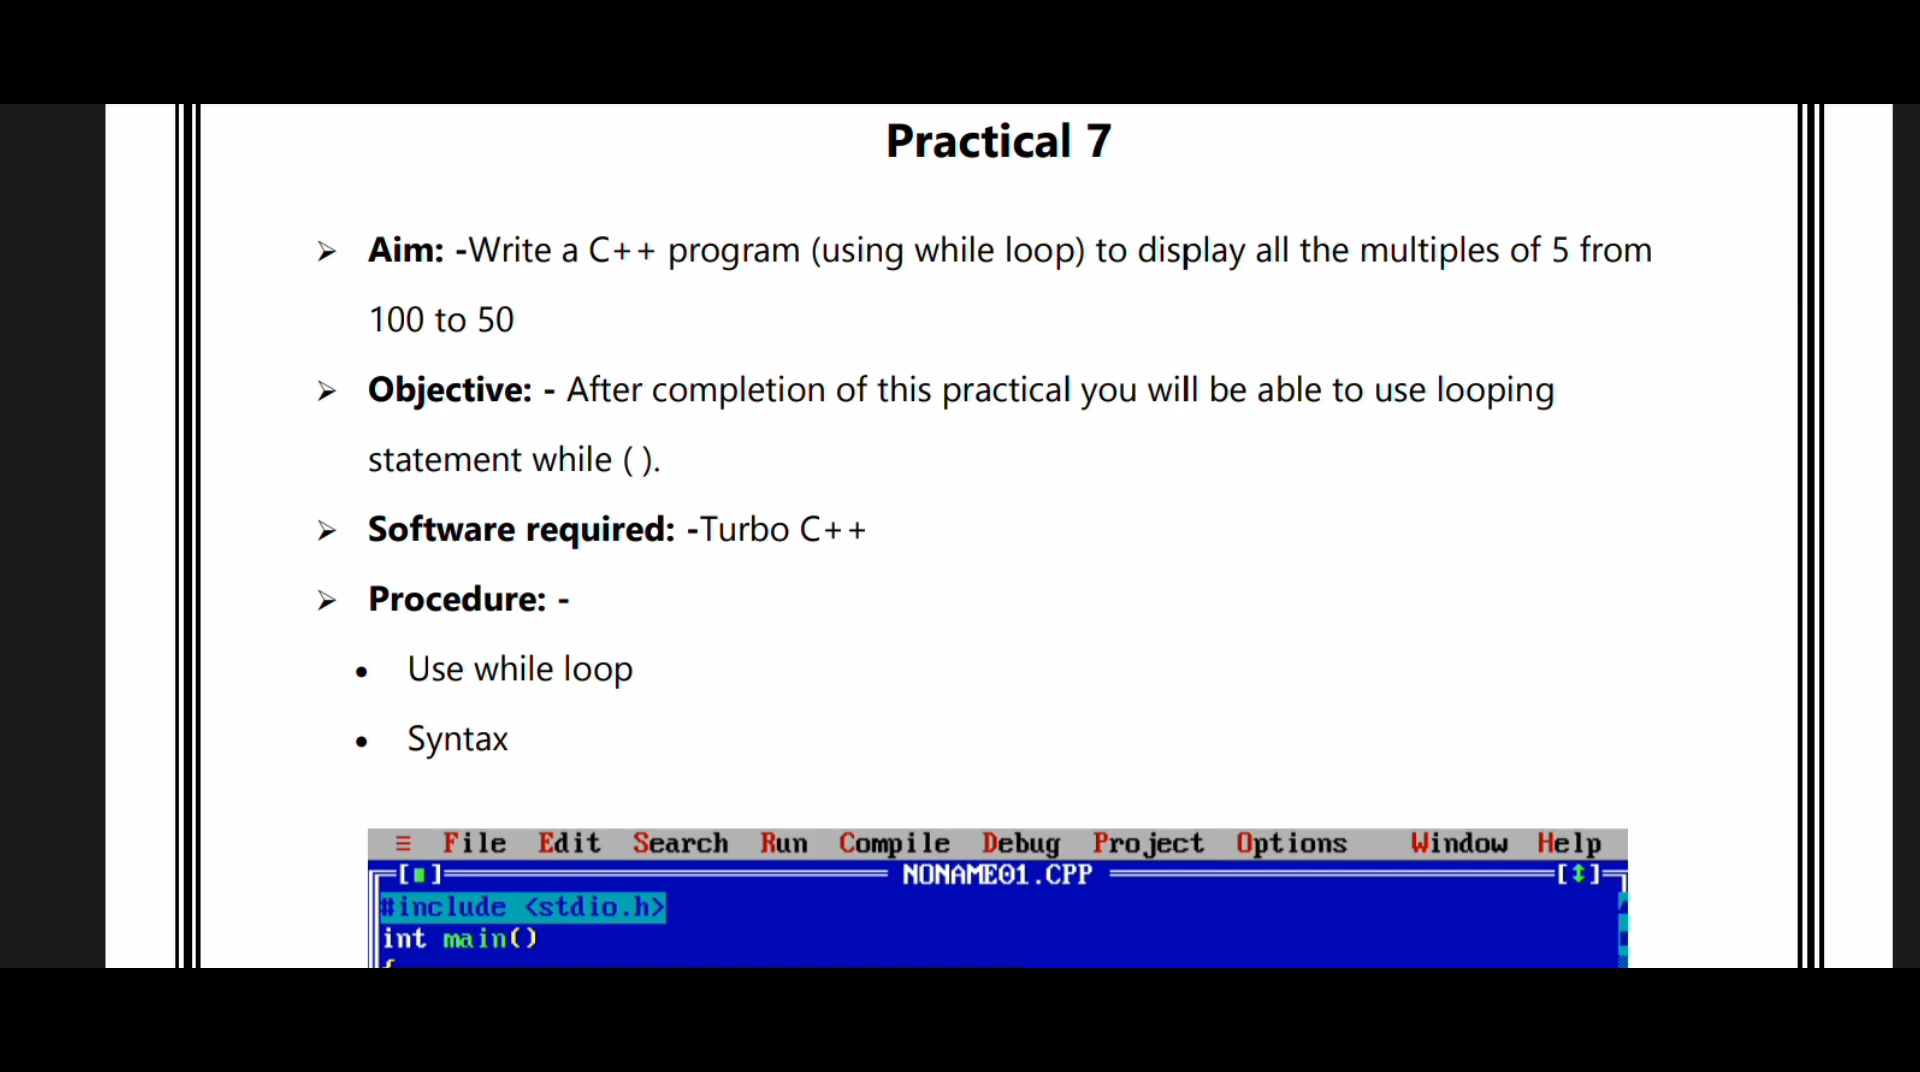 Practical 7
➢ Aim: -Write a C++ program (using while loop) to display all the multiples of 5 from
100 to 50
➢ Objective: - After completion of this practical you will be able to use looping
statement while ( ).
➢ Software required: -Turbo C++
➢ Procedure: -
• Use while loop
• Syntax
≡ File Edit Search Run Compile Debug Project Options Window Help
[■] NONAME01.CPP [↕]
#include <stdio.h>
int main()
{